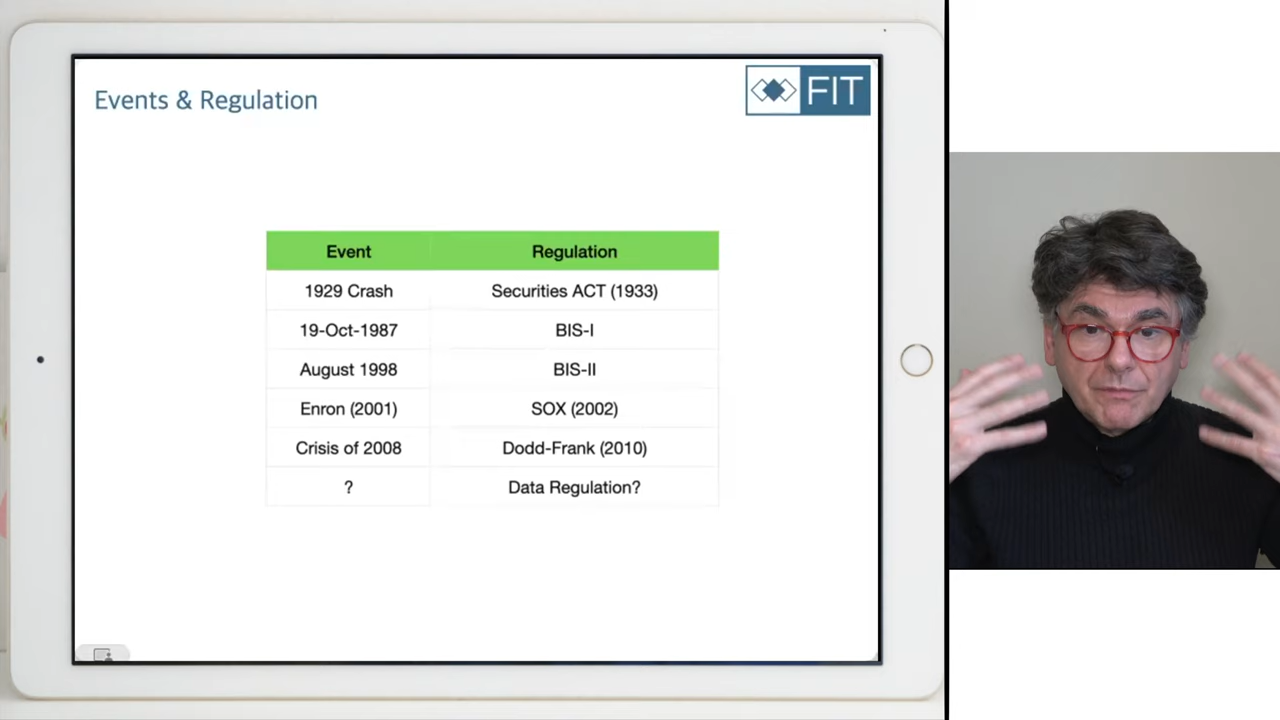 Events & Regulation
FIT
Event Regulation
1929 Crash Securities ACT (1933)
19-Oct-1987 BIS-I
August 1998 BIS-II
Enron (2001) SOX (2002)
Crisis of 2008 Dodd-Frank (2010)
? Data Regulation?